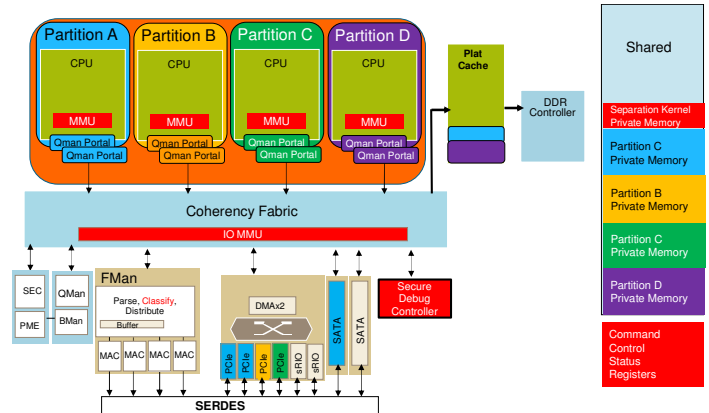 Partition A
Partition B
Partition C
Partition D
CPU
CPU
CPU
CPU
MMU
MMU
MMU
MMU
Qman Portal
Qman Portal
Qman Portal
Qman Portal
Qman Portal
Qman Portal
Qman Portal
Qman Portal
Plat
Cache
DDR
Controller
Coherency Fabric
IO MMU
SEC
PME
QMan
BMan
FMan
Parse, Classify,
Distribute
Buffer
MAC
MAC
MAC
MAC
DMAx2
PCIe
PCIe
PCIe
PCIe
sRIO
sRIO
SATA
SATA
Secure
Debug
Controller
SERDES
Shared
Separation Kernel
Private Memory
Partition C
Private Memory
Partition B
Private Memory
Partition C
Private Memory
Partition D
Private Memory
Command
Control
Status
Registers